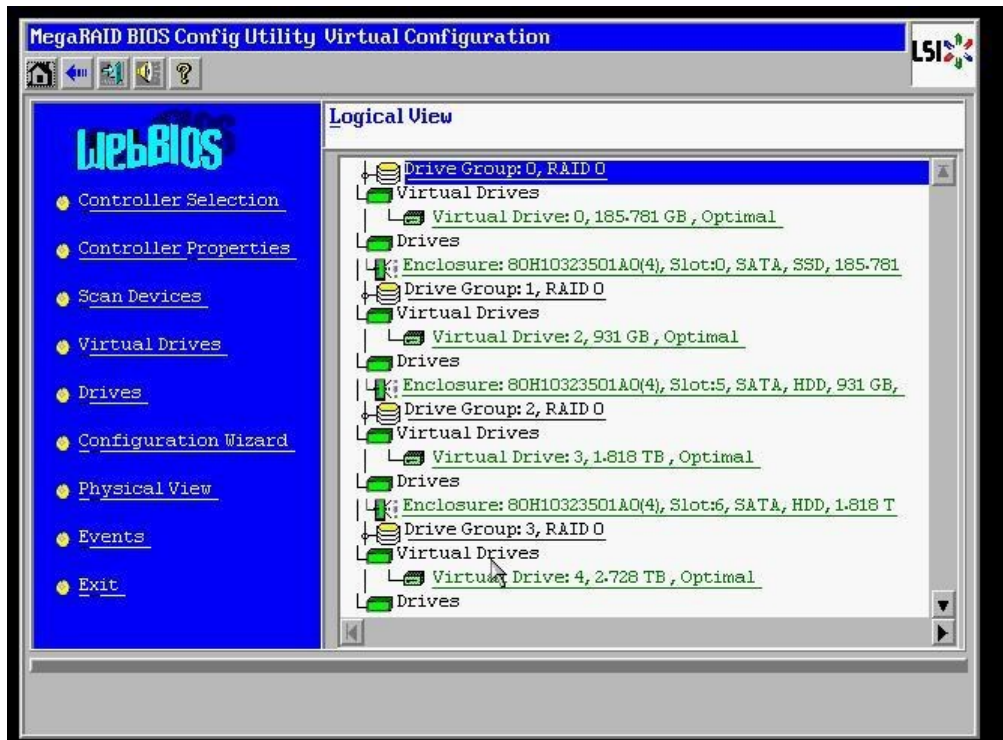 MegaRAID BIOS Config Utility Virtual Configuration
LSI
WebBIOS
Controller Selection
Controller Properties
Scan Devices
Virtual Drives
Drives
Configuration Wizard
Physical View
Events
Exit
Logical View
Drive Group: 0, RAID 0
Virtual Drives
Virtual Drive: 0, 185.781 GB, Optimal
Drives
Enclosure: 80H10323501A0(4), Slot:0, SATA, SSD, 185.781
Drive Group: 1, RAID 0
Virtual Drives
Virtual Drive: 2, 931 GB, Optimal
Drives
Enclosure: 80H10323501A0(4), Slot:5, SATA, HDD, 931 GB,
Drive Group: 2, RAID 0
Virtual Drives
Virtual Drive: 3, 1.818 TB, Optimal
Drives
Enclosure: 80H10323501A0(4), Slot:6, SATA, HDD, 1.818 T
Drive Group: 3, RAID 0
Virtual Drives
Virtual Drive: 4, 2.728 TB, Optimal
Drives